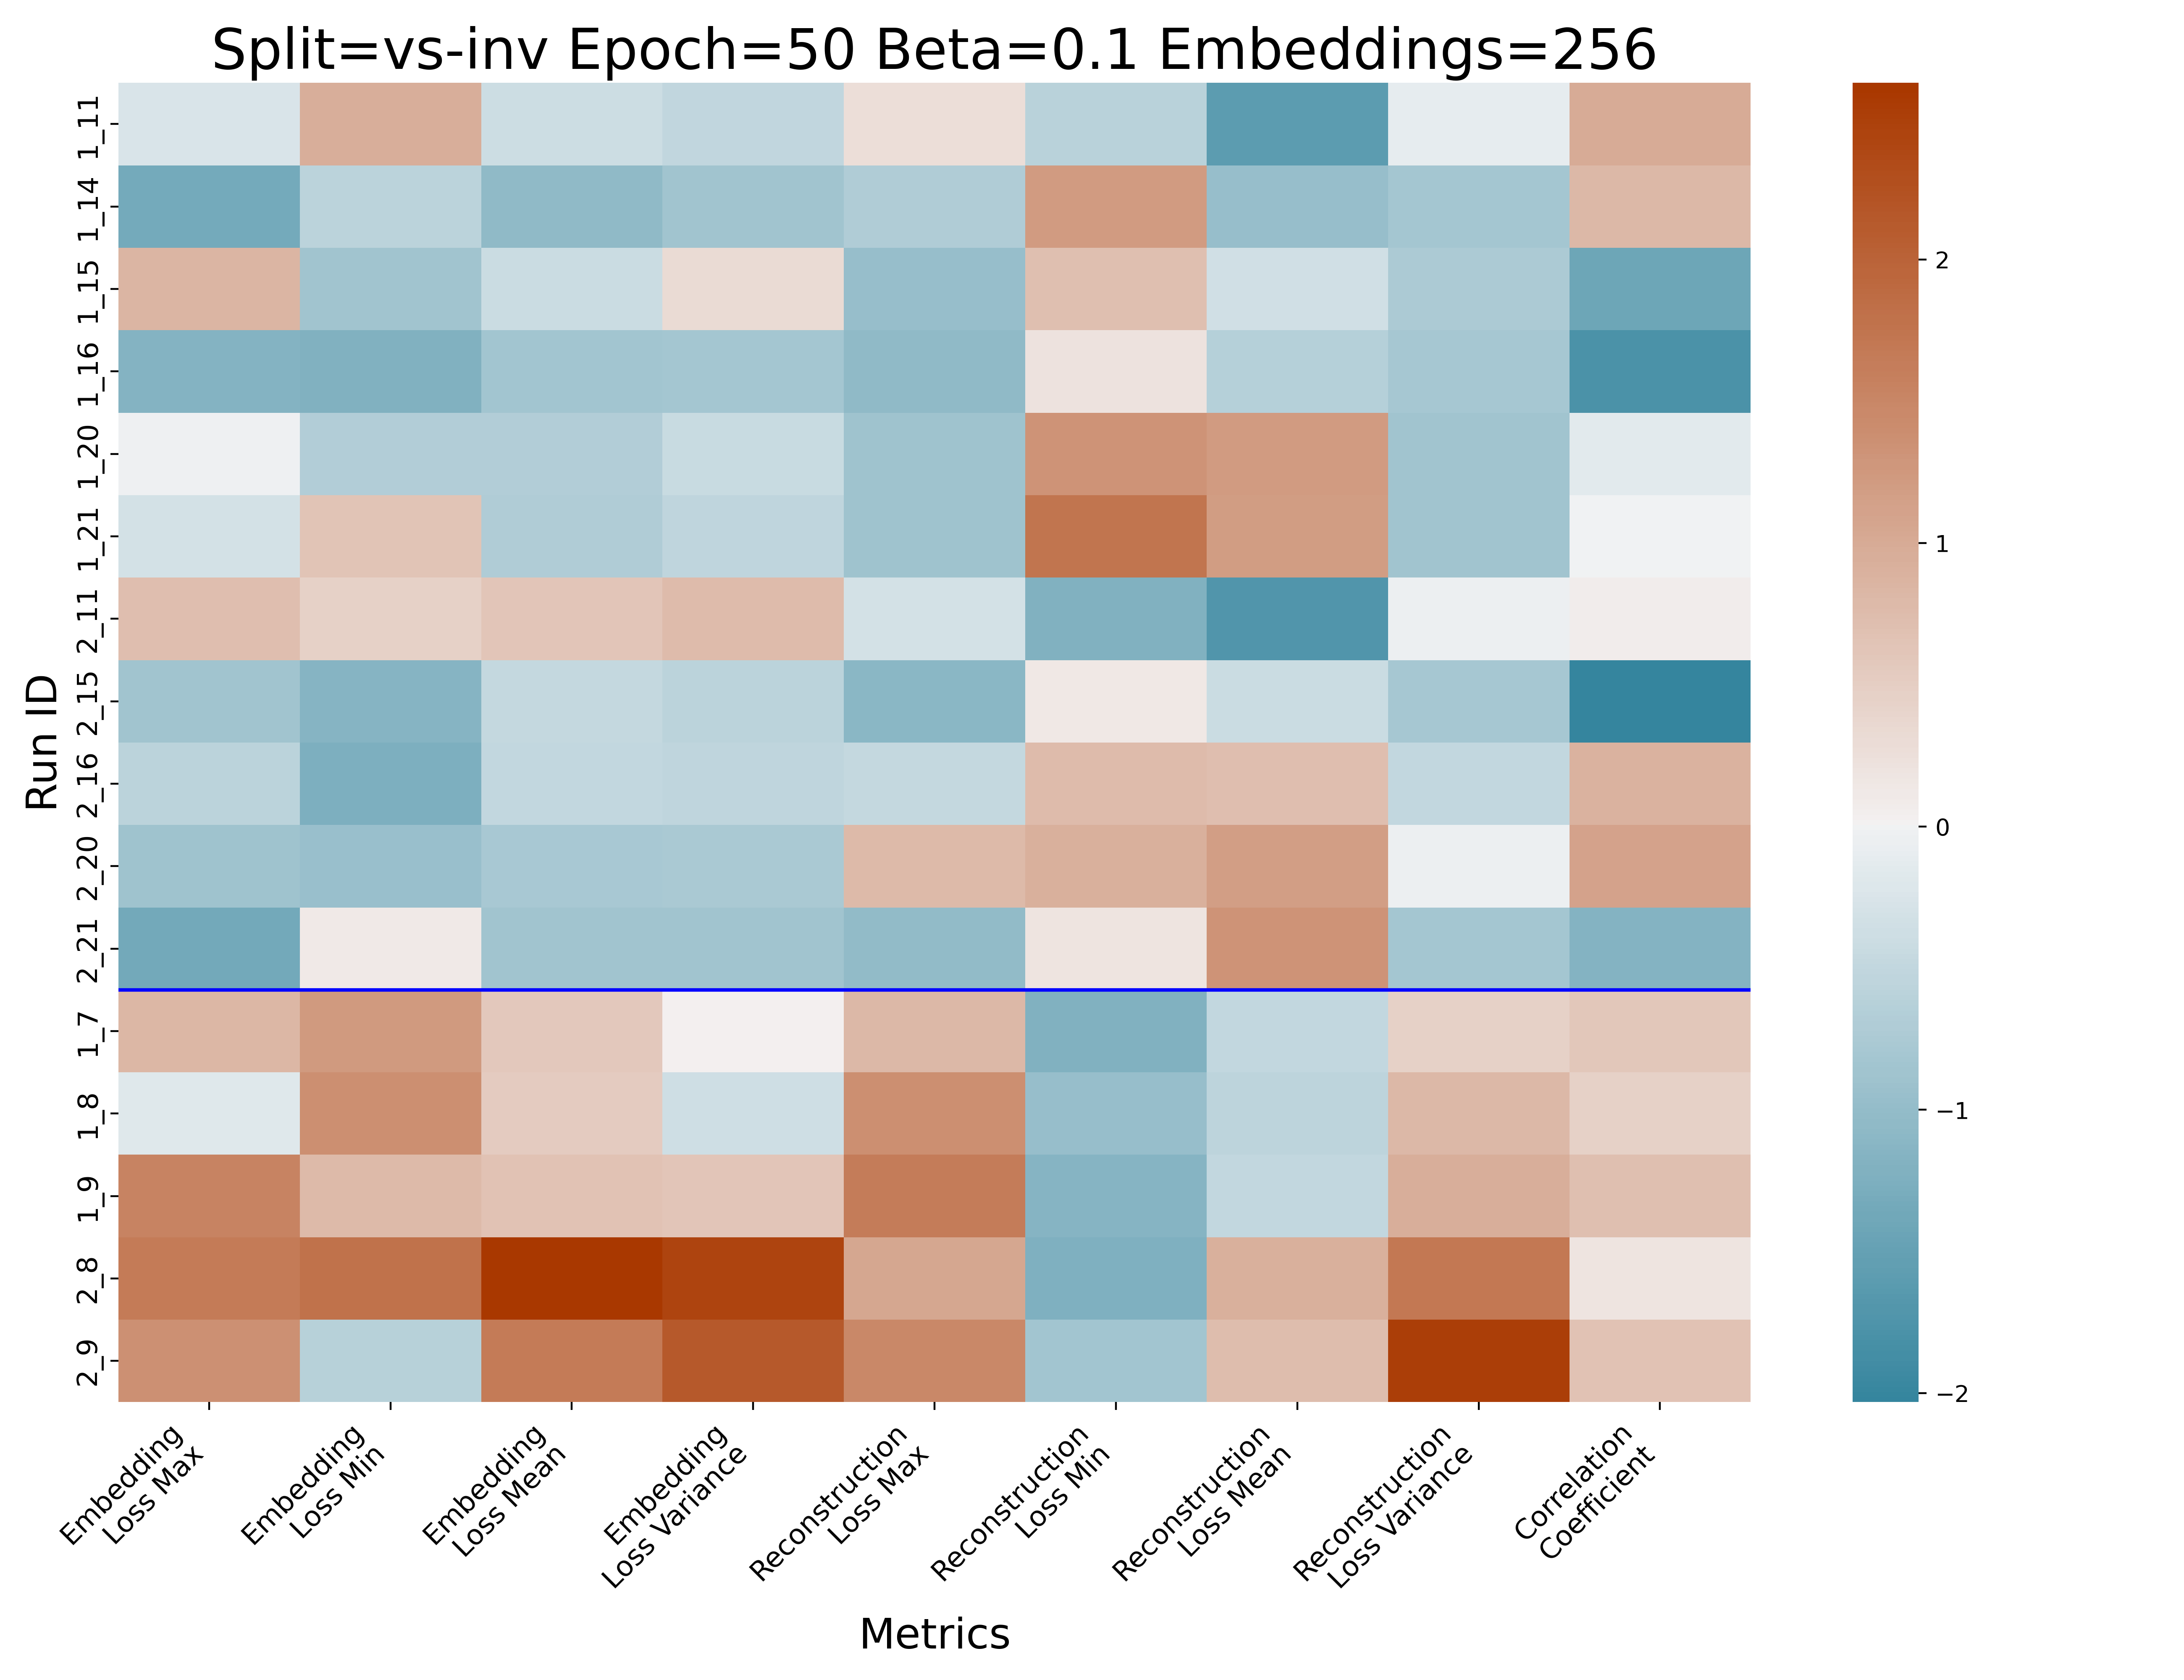 Split=vs-inv Epoch=50 Beta=0.1 Embeddings=256
Run ID
1_11
1_14
1_15
1_16
1_20
1_21
2_11
2_15
2_16
2_20
2_21
1_7
1_8
1_9
2_8
2_9
Embedding
Loss Max
Embedding
Loss Min
Embedding
Loss Mean
Embedding
Loss Variance
Reconstruction
Loss Max
Reconstruction
Loss Min
Reconstruction
Loss Mean
Reconstruction
Loss Variance
Correlation
Coefficient
Metrics
2
1
0
−1
−2